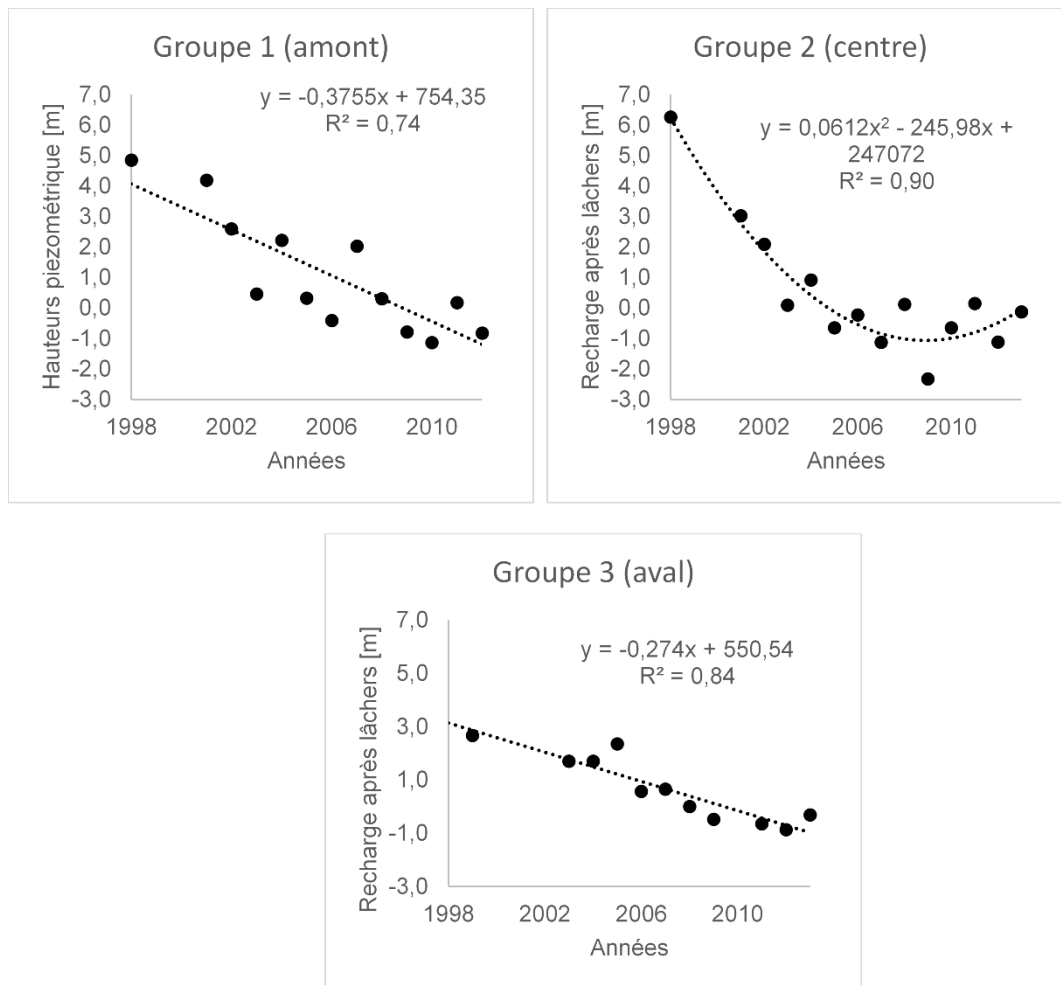 Groupe 1 (amont)
y = -0,3755x + 754,35
R² = 0,74
Hauteurs piezométrique [m]
7,0
6,0
5,0
4,0
3,0
2,0
1,0
0,0
-1,0
-2,0
-3,0
1998 2002 2006 2010
Années
Groupe 2 (centre)
y = 0,0612x² - 245,98x +
247072
R² = 0,90
Recharge après lâchers [m]
7,0
6,0
5,0
4,0
3,0
2,0
1,0
0,0
-1,0
-2,0
-3,0
1998 2002 2006 2010
Années
Groupe 3 (aval)
y = -0,274x + 550,54
R² = 0,84
Recharge après lâchers [m]
7,0
5,0
3,0
1,0
-1,0
-3,0
1998 2002 2006 2010
Années